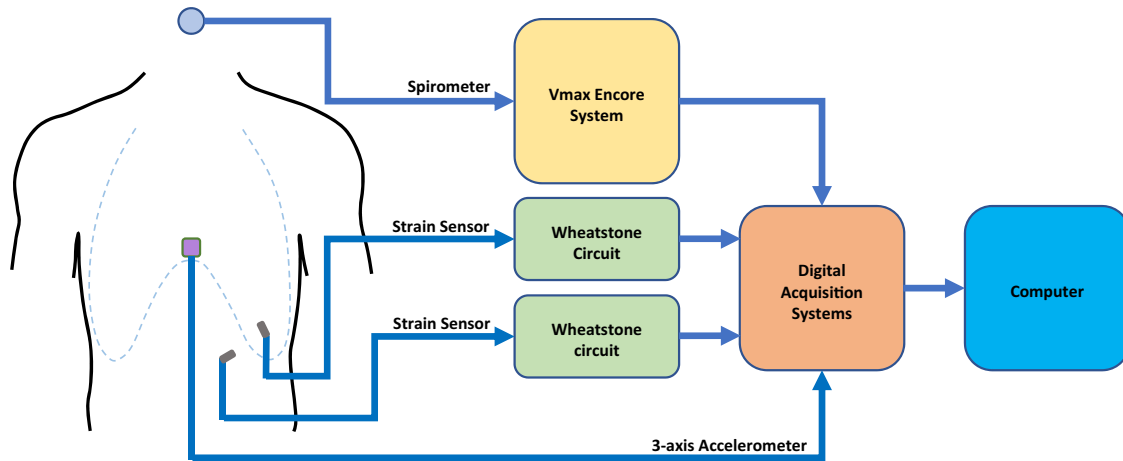 Spirometer
Vmax Encore
System
Strain Sensor
Wheatstone
Circuit
Strain Sensor
Wheatstone
circuit
Digital
Acquisition
Systems
Computer
3-axis Accelerometer